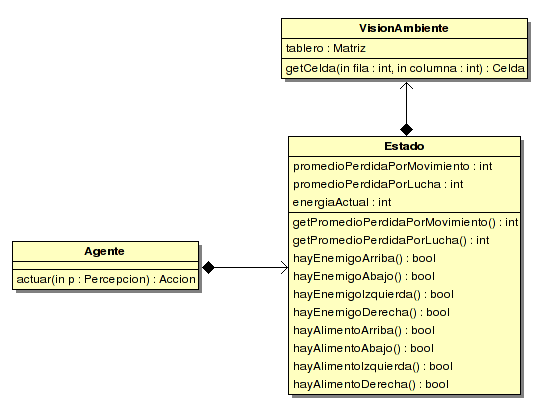 VisionAmbiente
tablero : Matriz
getCelda(in fila : int, in columna : int) : Celda
Estado
promedioPerdidaPorMovimiento : int
promedioPerdidaPorLucha : int
energiaActual : int
getPromedioPerdidaPorMovimiento() : int
getPromedioPerdidaPorLucha() : int
hayEnemigoArriba() : bool
hayEnemigoAbajo() : bool
hayEnemigoIzquierda() : bool
hayEnemigoDerecha() : bool
hayAlimentoArriba() : bool
hayAlimentoAbajo() : bool
hayAlimentoIzquierda() : bool
hayAlimentoDerecha() : bool
Agente
actuar(in p : Percepcion) : Accion